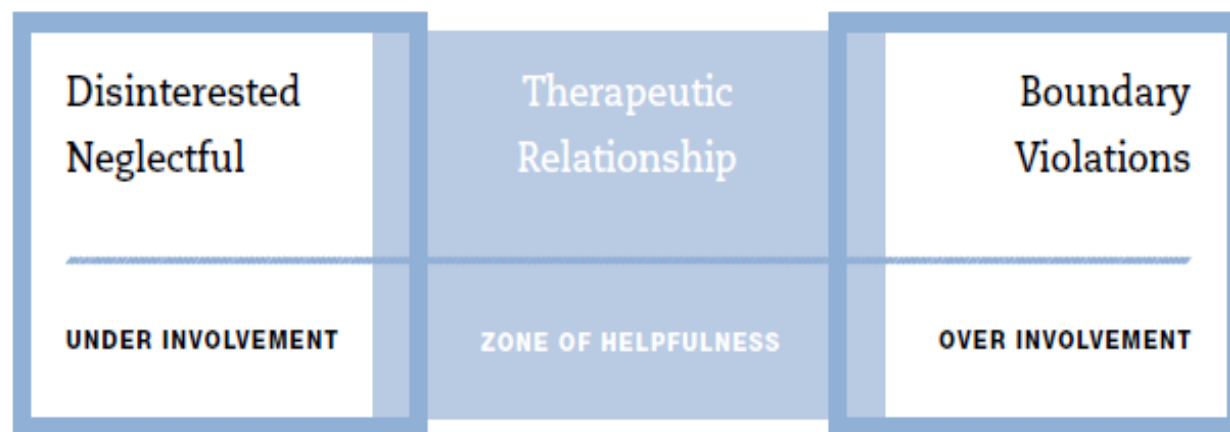 Disinterested
Neglectful
Therapeutic
Relationship
Boundary
Violations
UNDER INVOLVEMENT
ZONE OF HELPFULNESS
OVER INVOLVEMENT